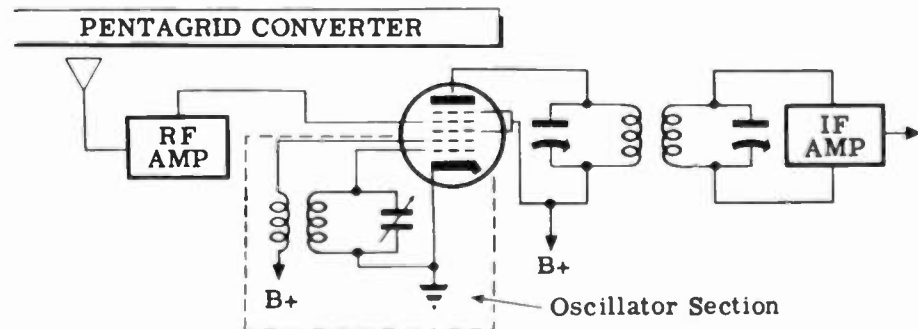 PENTAGRID CONVERTER
RF
AMP
IF
AMP
B+
B+
Oscillator Section